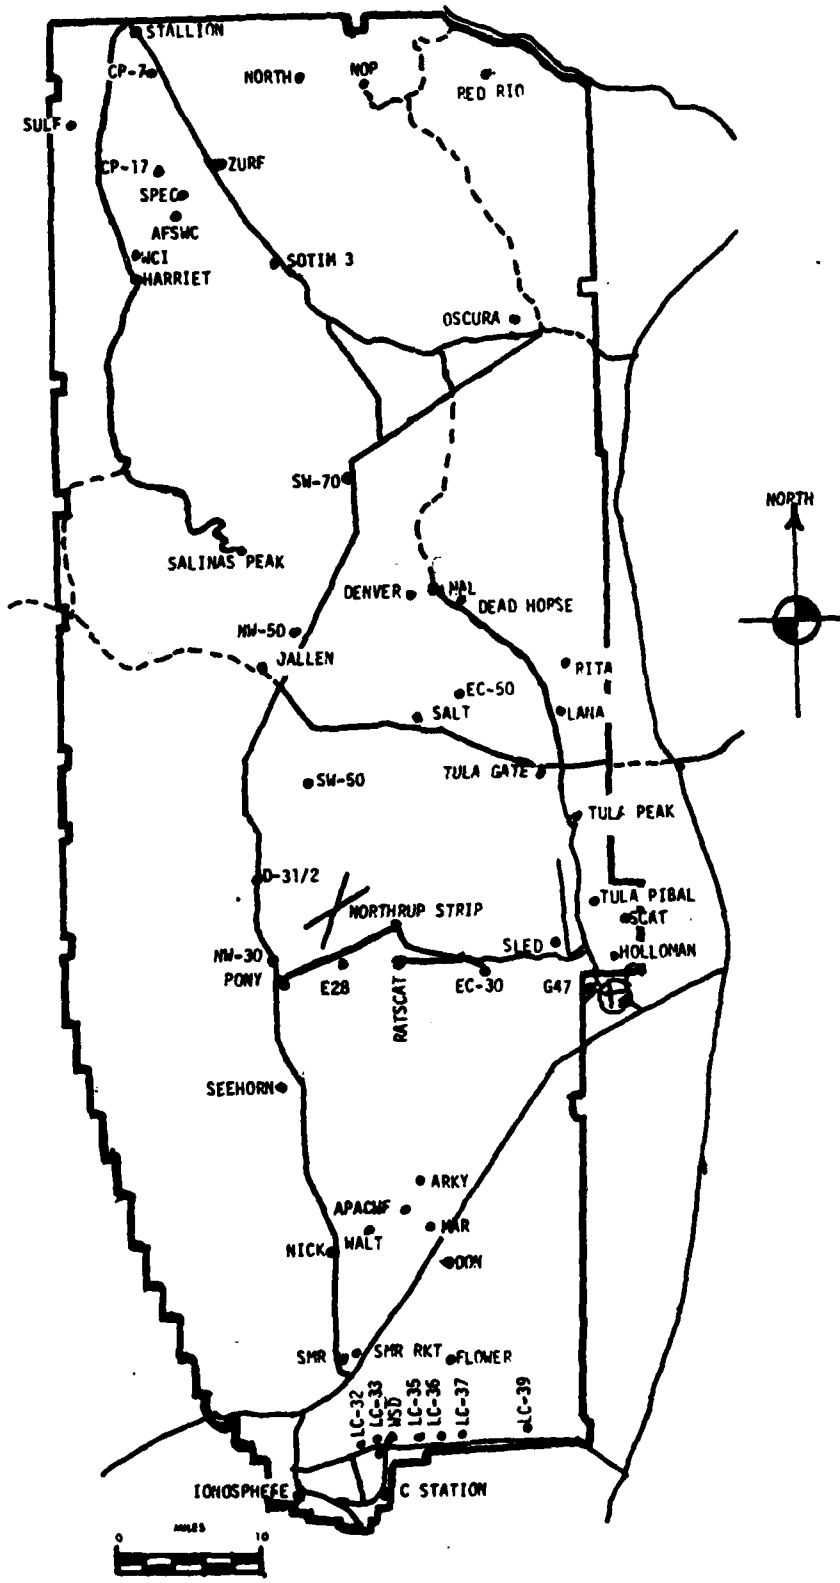 STALLION
CP-7
NORTH
NOP
PED RIO
SULF
CP-17
ZURF
SPEC
AFSWC
WCI
HARRIET
SOTIM 3
OSCURA
SW-70
NORTH
SALINAS PEAK
DENVER
HAL
DEAD HORSE
NW-50
JALLEN
RITA
EC-50
SALT
LANA
TULA GATE
SW-50
TULA PEAK
D-31/2
TULA PIBAL
NORTHRUP STRIP
SCAT
SLED
HOLLOMAN
NW-30
PONY
E28
RATSCAT
EC-30
G47
SEEHORN
ARKY
APACWF
MAR
NICK
WALT
DON
SMR
SMR RKT
FLOWER
LC-32
LC-33
WSD
LC-35
LC-36
LC-37
LC-39
IONOSPHERE
C STATION
0 MILES 10